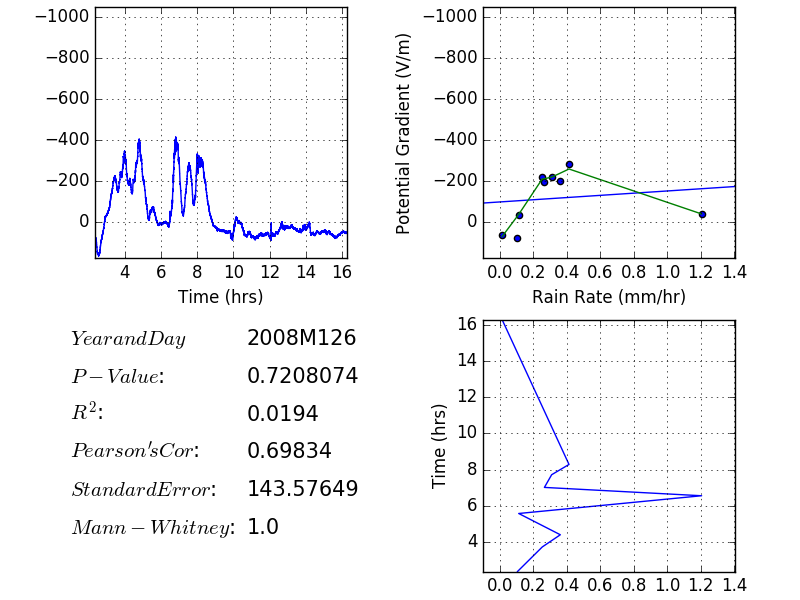 −1000
−800
−600
−400
−200
0
4 6 8 10 12 14 16
Time (hrs)
Potential Gradient (V/m)
−1000
−800
−600
−400
−200
0
0.0 0.2 0.4 0.6 0.8 1.0 1.2 1.4
Rain Rate (mm/hr)
YearandDay 2008M126
P−Value: 0.7208074
R²: 0.0194
Pearson'sCor: 0.69834
StandardError: 143.57649
Mann−Whitney: 1.0
Time (hrs)
16
14
12
10
8
6
4
0.0 0.2 0.4 0.6 0.8 1.0 1.2 1.4